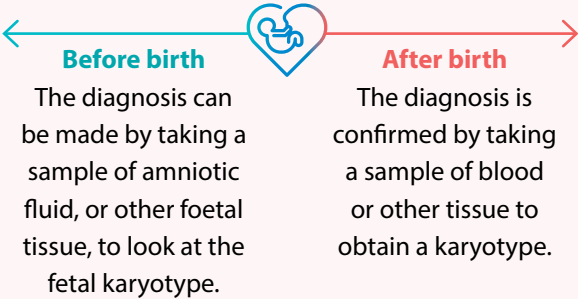 Before birth
The diagnosis can
be made by taking a
sample of amniotic
fluid, or other foetal
tissue, to look at the
fetal karyotype.
After birth
The diagnosis is
confirmed by taking
a sample of blood
or other tissue to
obtain a karyotype.